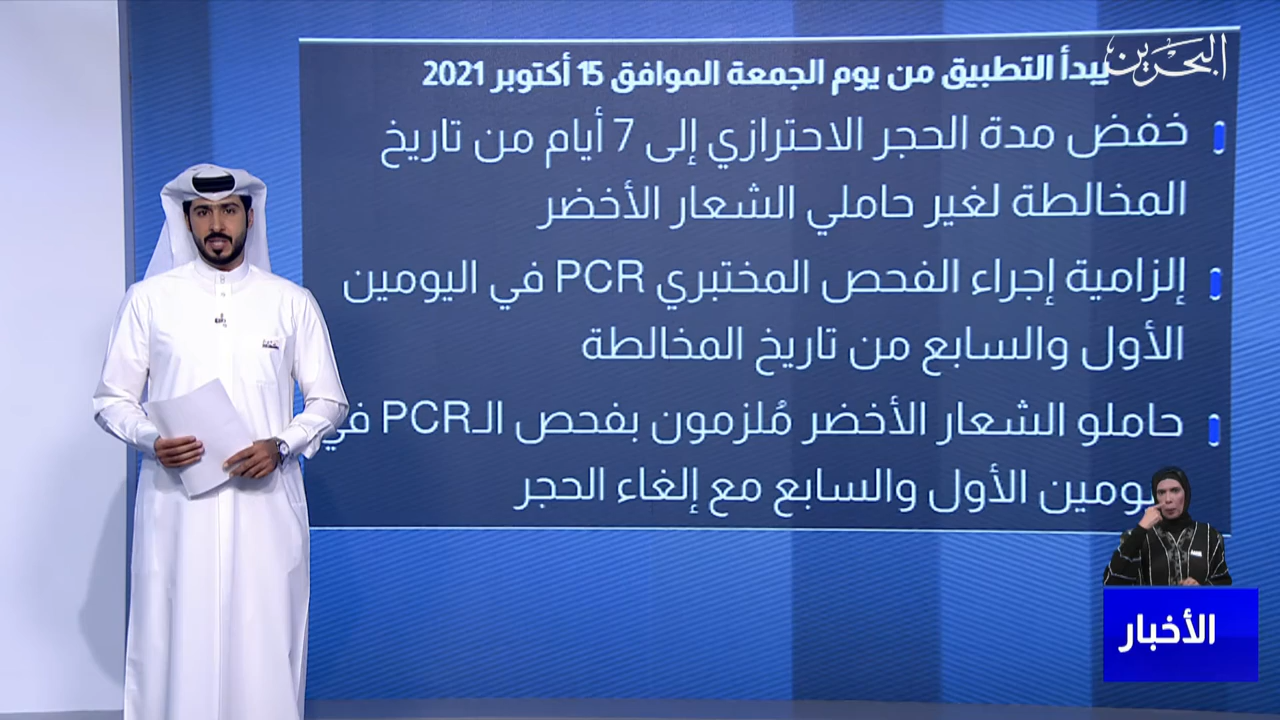 البحرين
يبدأ التطبيق من يوم الجمعة الموافق 15 أكتوبر 2021
خفض مدة الحجر الاحترازي إلى 7 أيام من تاريخ
المخالطة لغير حاملي الشعار الأخضر
إلزامية إجراء الفحص المختبري PCR في اليومين
الأول والسابع من تاريخ المخالطة
حاملو الشعار الأخضر مُلزمون بفحص الـPCR في
الأول والسابع مع إلغاء الحجر
الأخبار